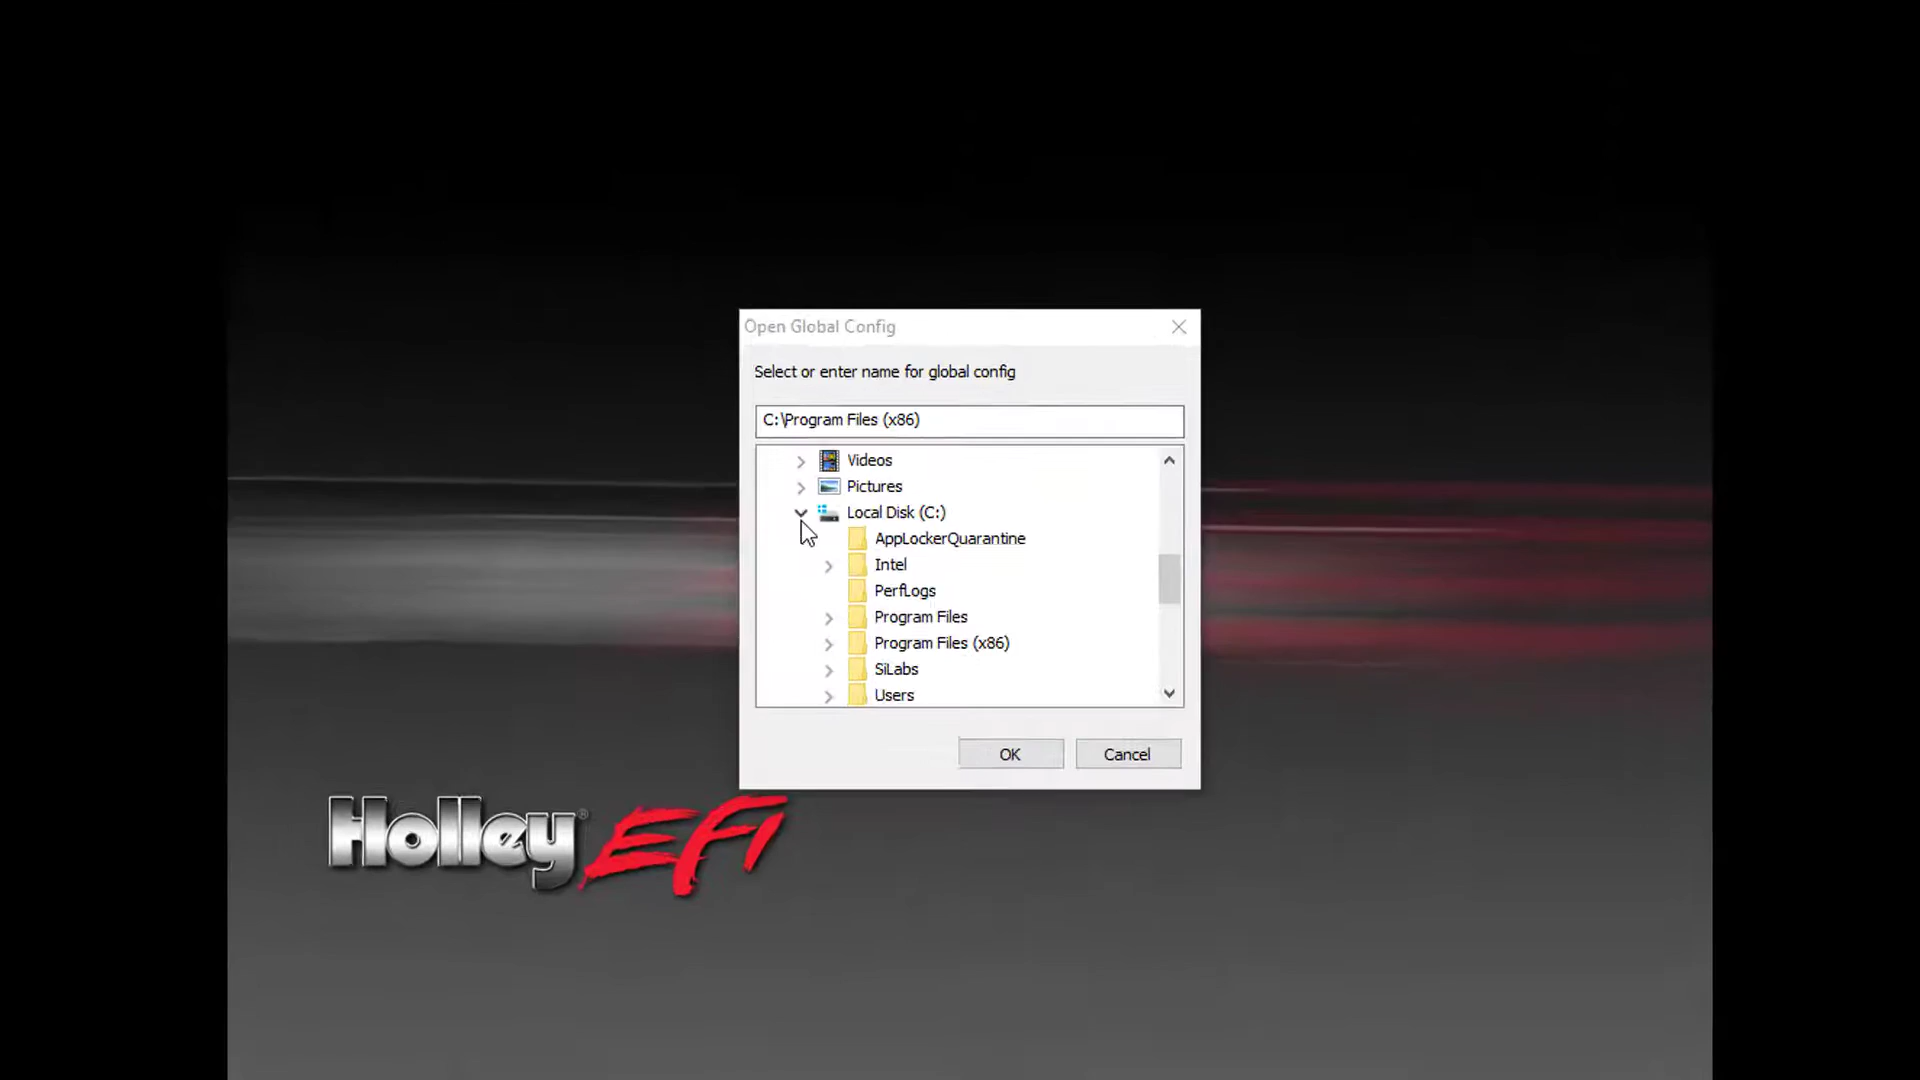 Open Global Config
Select or enter name for global config
C:\Program Files (x86)
Videos
Pictures
Local Disk (C:)
AppLockerQuarantine
Intel
PerfLogs
Program Files
Program Files (x86)
SiLabs
Users
OK
Cancel
Holley® EFI